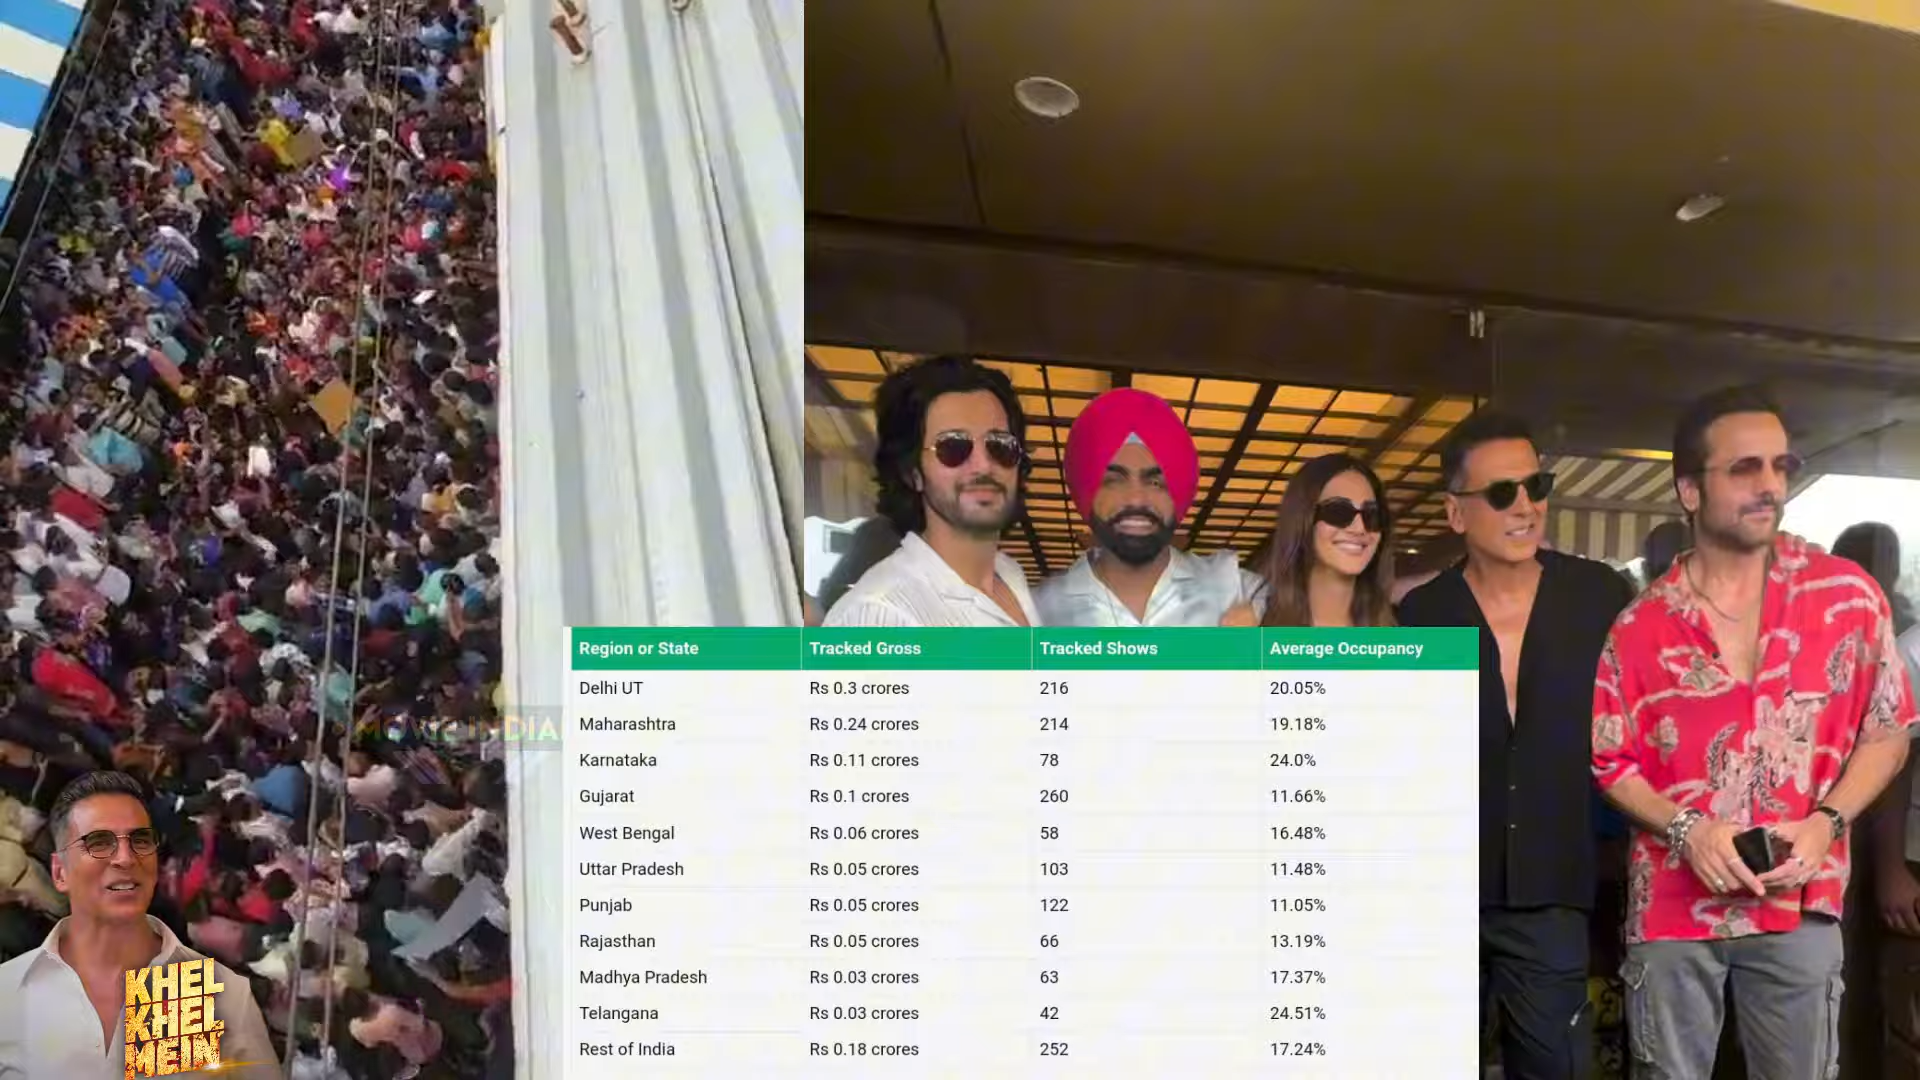 Region or State Tracked Gross Tracked Shows Average Occupancy
Delhi UT Rs 0.3 crores 216 20.05%
Maharashtra Rs 0.24 crores 214 19.18%
MOVIE INDIA
Karnataka Rs 0.11 crores 78 24.0%
Gujarat Rs 0.1 crores 260 11.66%
West Bengal Rs 0.06 crores 58 16.48%
Uttar Pradesh Rs 0.05 crores 103 11.48%
Punjab Rs 0.05 crores 122 11.05%
Rajasthan Rs 0.05 crores 66 13.19%
Madhya Pradesh Rs 0.03 crores 63 17.37%
Telangana Rs 0.03 crores 42 24.51%
Rest of India Rs 0.18 crores 252 17.24%
KHEL
KHEL
MEIN